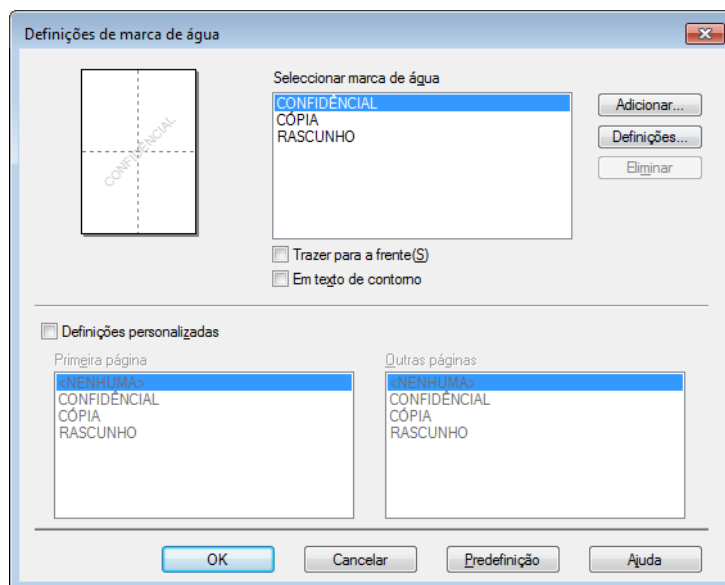 Definições de marca de água
Seleccionar marca de água
CONFIDÊNCIAL
CÓPIA
RASCUNHO
Adicionar...
Definições...
Eliminar
CONFIDÊNCIAL
Trazer para a frente(S)
Em texto de contorno
Definições personalizadas
Primeira página
<NENHUMA>
CONFIDÊNCIAL
CÓPIA
RASCUNHO
Outras páginas
<NENHUMA>
CONFIDÊNCIAL
CÓPIA
RASCUNHO
OK
Cancelar
Predefinição
Ajuda